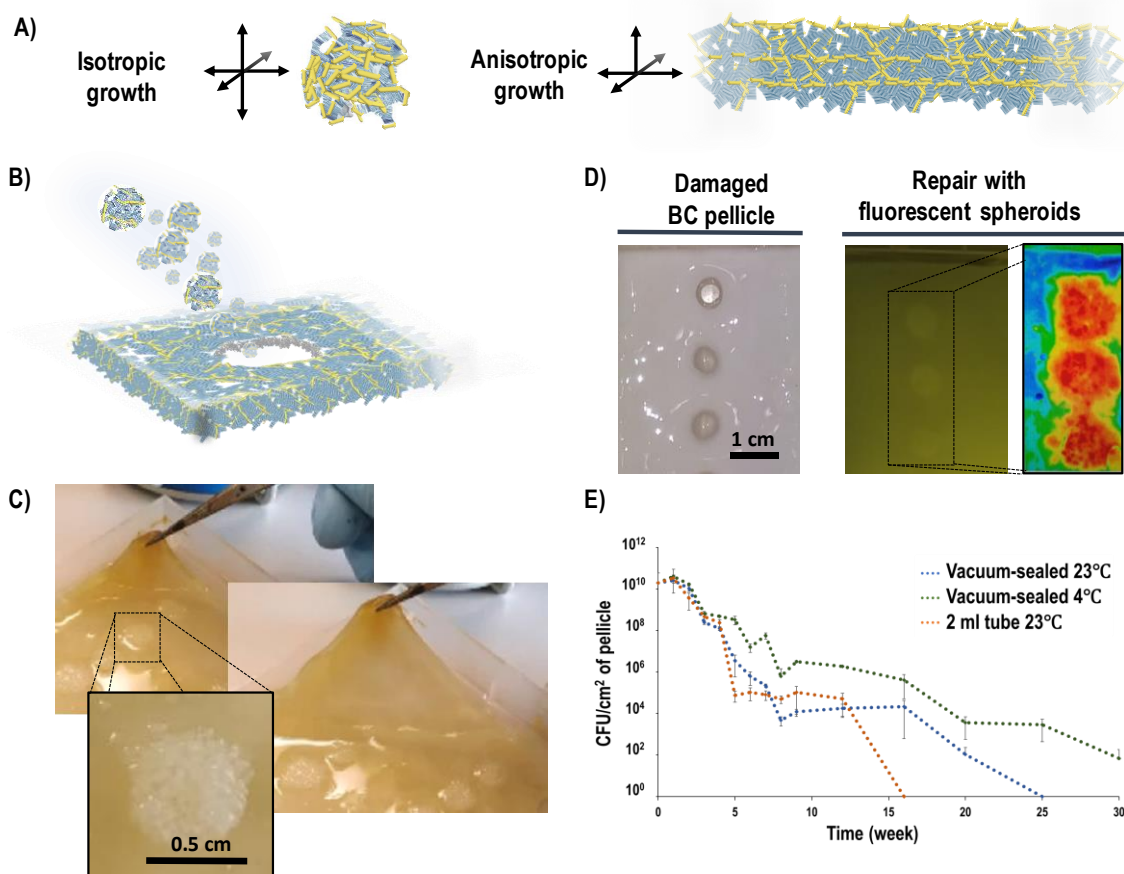 A)
Isotropic
growth
Anisotropic
growth
B)
C)
0.5 cm
D)
Damaged
BC pellicle
Repair with
fluorescent spheroids
1 cm
E)
CFU/cm² of pellicle
10¹²
10¹⁰
10⁸
10⁶
10⁴
10²
10⁰
0
5
10
15
20
25
30
Time (week)
Vacuum-sealed 23℃
Vacuum-sealed 4℃
2 ml tube 23℃